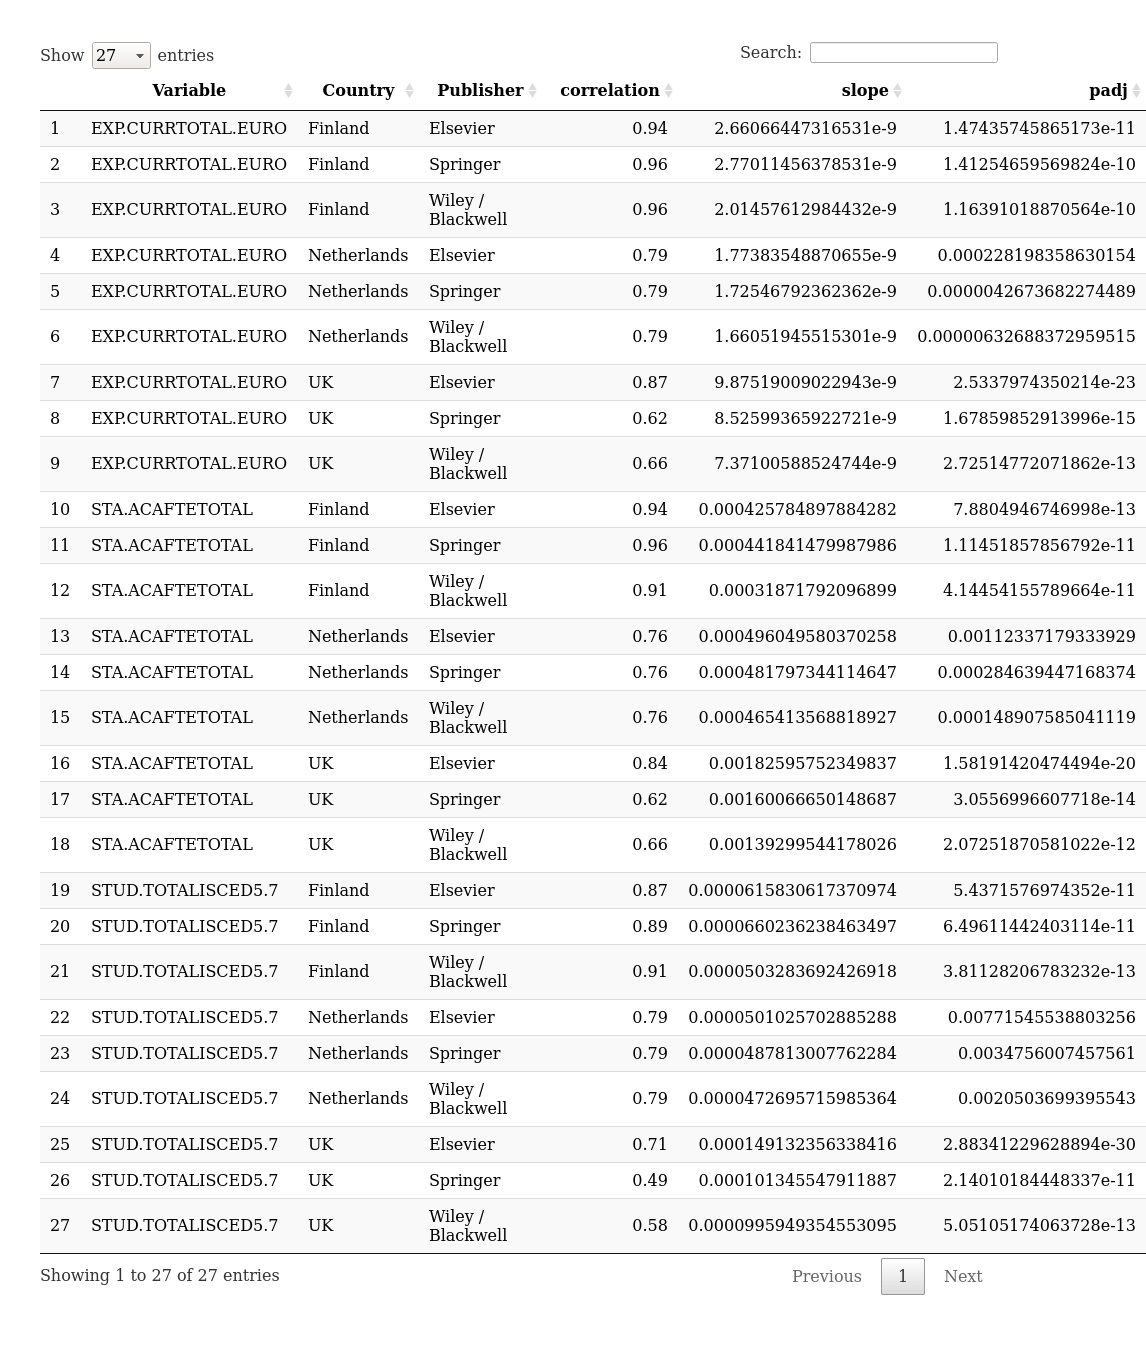 Show 27 entries Search:
Variable Country Publisher correlation slope padj
1 EXP.CURRTOTAL.EURO Finland Elsevier 0.94 2.66066447316531e-9 1.47435745865173e-11
2 EXP.CURRTOTAL.EURO Finland Springer 0.96 2.77011456378531e-9 1.41254659569824e-10
3 EXP.CURRTOTAL.EURO Finland Wiley / Blackwell 0.96 2.01457612984432e-9 1.16391018870564e-10
4 EXP.CURRTOTAL.EURO Netherlands Elsevier 0.79 1.77383548870655e-9 0.000228198358630154
5 EXP.CURRTOTAL.EURO Netherlands Springer 0.79 1.72546792362362e-9 0.0000042673682274489
6 EXP.CURRTOTAL.EURO Netherlands Wiley / Blackwell 0.79 1.66051945515301e-9 0.00000632688372959515
7 EXP.CURRTOTAL.EURO UK Elsevier 0.87 9.87519009022943e-9 2.5337974350214e-23
8 EXP.CURRTOTAL.EURO UK Springer 0.62 8.52599365922721e-9 1.67859852913996e-15
9 EXP.CURRTOTAL.EURO UK Wiley / Blackwell 0.66 7.37100588524744e-9 2.72514772071862e-13
10 STA.ACAFTETOTAL Finland Elsevier 0.94 0.000425784897884282 7.8804946746998e-13
11 STA.ACAFTETOTAL Finland Springer 0.96 0.000441841479987986 1.11451857856792e-11
12 STA.ACAFTETOTAL Finland Wiley / Blackwell 0.91 0.00031871792096899 4.14454155789664e-11
13 STA.ACAFTETOTAL Netherlands Elsevier 0.76 0.000496049580370258 0.00112337179333929
14 STA.ACAFTETOTAL Netherlands Springer 0.76 0.000481797344114647 0.000284639447168374
15 STA.ACAFTETOTAL Netherlands Wiley / Blackwell 0.76 0.000465413568818927 0.000148907585041119
16 STA.ACAFTETOTAL UK Elsevier 0.84 0.00182595752349837 1.58191420474494e-20
17 STA.ACAFTETOTAL UK Springer 0.62 0.00160066650148687 3.0556996607718e-14
18 STA.ACAFTETOTAL UK Wiley / Blackwell 0.66 0.00139299544178026 2.07251870581022e-12
19 STUD.TOTALISCED5.7 Finland Elsevier 0.87 0.0000615830617370974 5.4371576974352e-11
20 STUD.TOTALISCED5.7 Finland Springer 0.89 0.0000660236238463497 6.49611442403114e-11
21 STUD.TOTALISCED5.7 Finland Wiley / Blackwell 0.91 0.0000503283692426918 3.81128206783232e-13
22 STUD.TOTALISCED5.7 Netherlands Elsevier 0.79 0.0000501025702885288 0.00771545538803256
23 STUD.TOTALISCED5.7 Netherlands Springer 0.79 0.0000487813007762284 0.0034756007457561
24 STUD.TOTALISCED5.7 Netherlands Wiley / Blackwell 0.79 0.0000472695715985364 0.0020503699395543
25 STUD.TOTALISCED5.7 UK Elsevier 0.71 0.000149132356338416 2.88341229628894e-30
26 STUD.TOTALISCED5.7 UK Springer 0.49 0.000101345547911887 2.14010184448337e-11
27 STUD.TOTALISCED5.7 UK Wiley / Blackwell 0.58 0.0000995949354553095 5.05105174063728e-13
Showing 1 to 27 of 27 entries Previous 1 Next